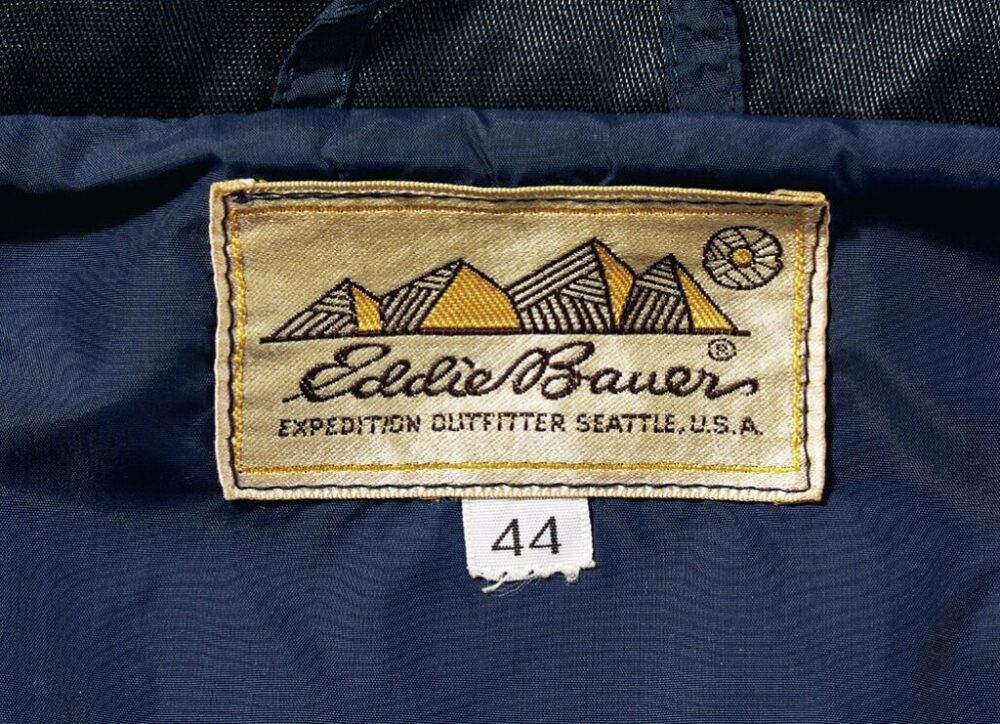 Eddie Bauer®
EXPEDITION OUTFITTER SEATTLE, U.S.A.
44